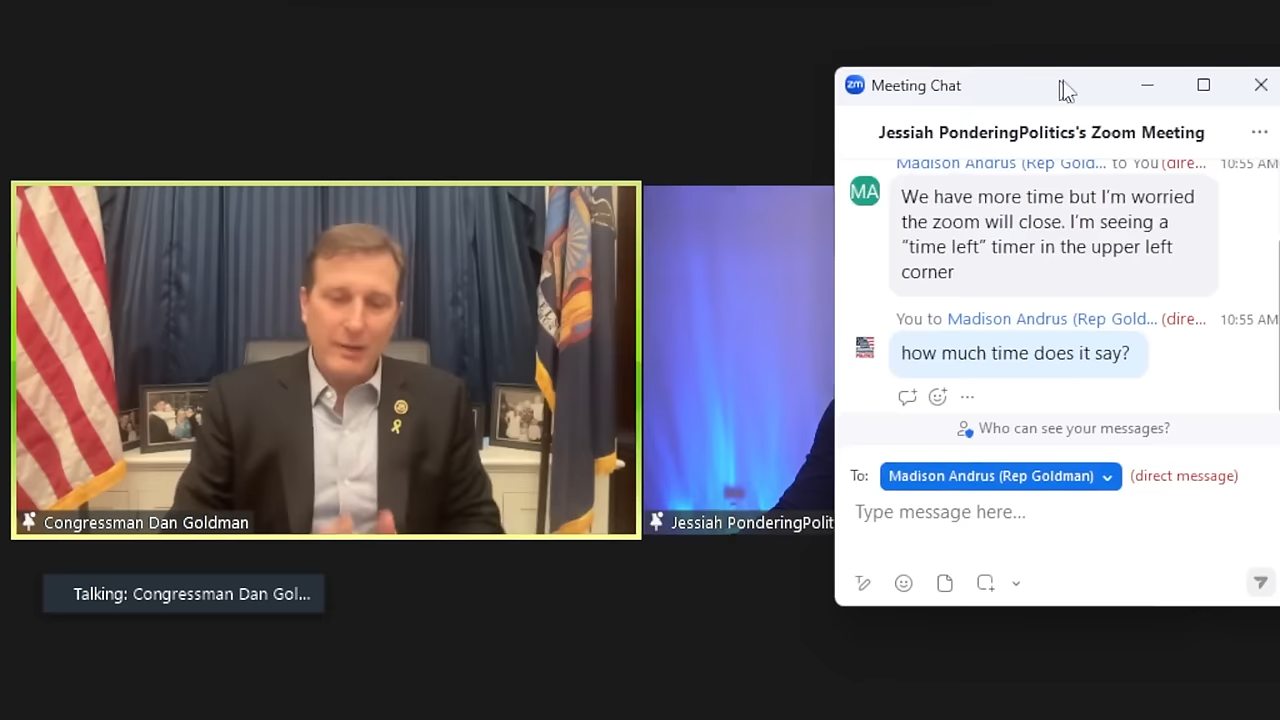 Meeting Chat
Jessiah PonderingPolitics's Zoom Meeting
Madison Andrus (Rep Gold... to You (dire... 10:55 AM
MA
We have more time but I'm worried
the zoom will close. I'm seeing a
“time left” timer in the upper left
corner
You to Madison Andrus (Rep Gold... (dire... 10:55 AM
how much time does it say?
Who can see your messages?
To: Madison Andrus (Rep Goldman) (direct message)
Type message here...
Congressman Dan Goldman
Jessiah PonderingPolit
Talking: Congressman Dan Gol...
zm